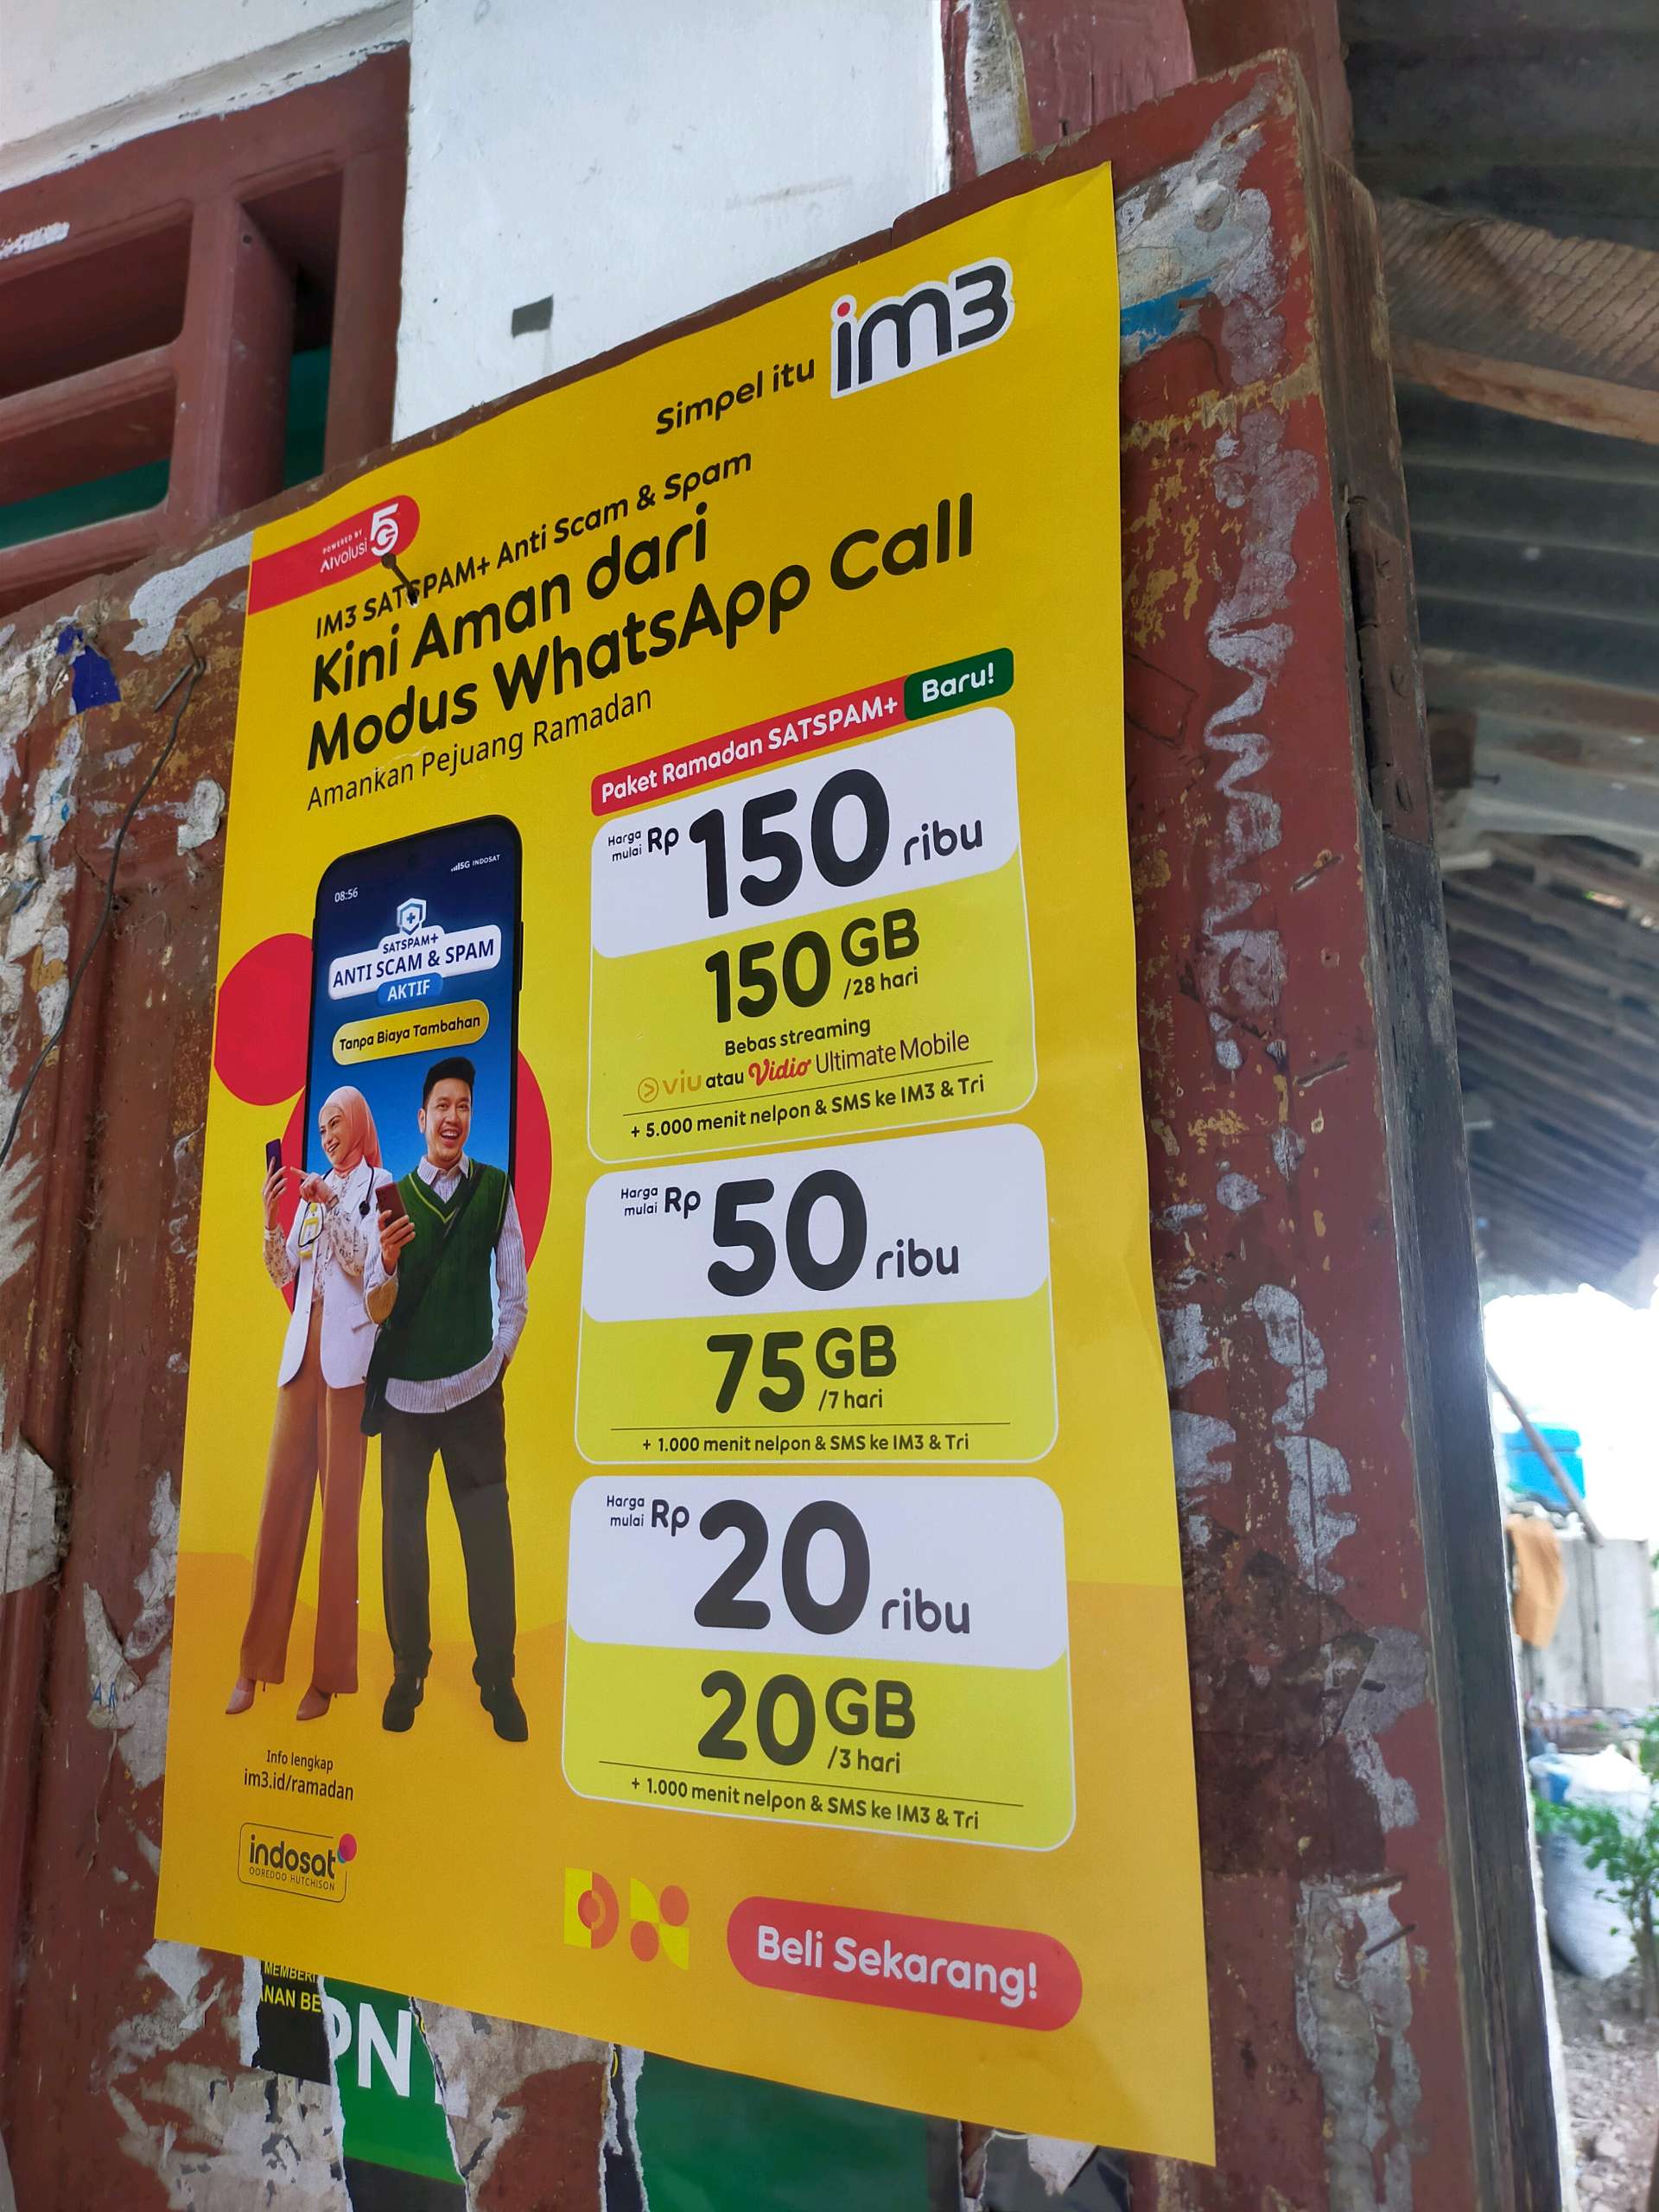 Simpel itu im3
POWERED BY
AIvolusi 5G
IM3 SATSPAM+ Anti Scam & Spam
Kini Aman dari
Modus WhatsApp Call
Amankan Pejuang Ramadan
Paket Ramadan SATSPAM+ Baru!
Harga mulai Rp 150 ribu
150 GB
/28 hari
Bebas streaming
viu atau Vidio Ultimate Mobile
+ 5.000 menit nelpon & SMS ke IM3 & Tri
Harga mulai Rp 50 ribu
75 GB
/7 hari
+ 1.000 menit nelpon & SMS ke IM3 & Tri
Harga mulai Rp 20 ribu
20 GB
/3 hari
+ 1.000 menit nelpon & SMS ke IM3 & Tri
08:56 5G INDOSAT
SATSPAM+
ANTI SCAM & SPAM
AKTIF
Tanpa Biaya Tambahan
Info lengkap
im3.id/ramadan
indosat
OOREDOO HUTCHISON
Beli Sekarang!